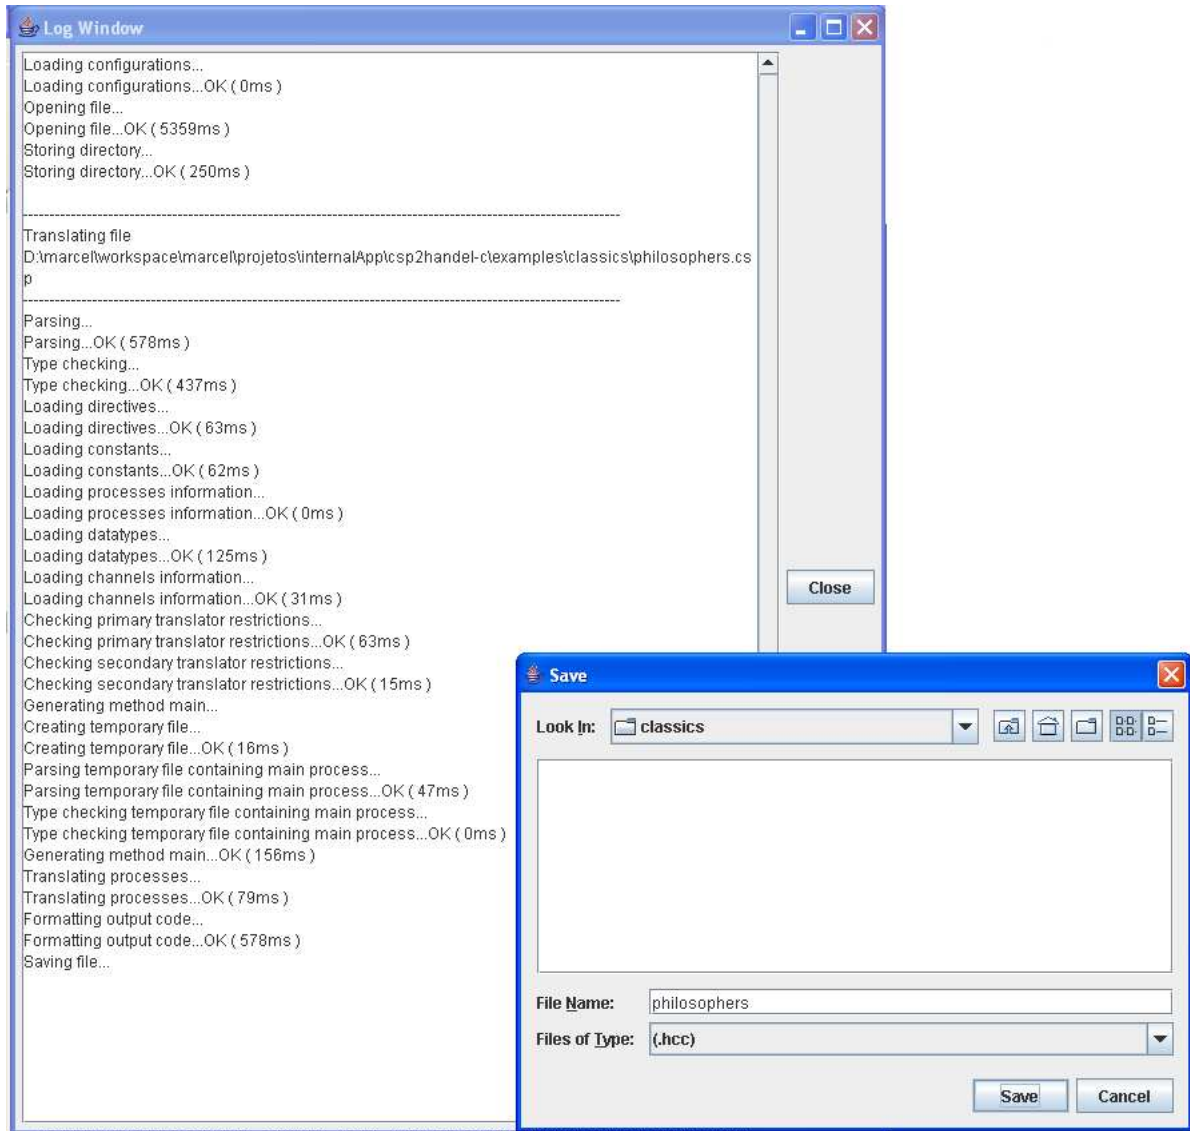 Log Window
Loading configurations...
Loading configurations...OK ( 0ms )
Opening file...
Opening file...OK ( 5359ms )
Storing directory...
Storing directory...OK ( 250ms )
------------------------------------------------------------------------------------------------------------------------
Translating file
D:\marcel\workspace\marcel\projetos\internalApp\csp2handel-c\examples\classics\philosophers.cs
p
------------------------------------------------------------------------------------------------------------------------
Parsing...
Parsing...OK ( 578ms )
Type checking...
Type checking...OK ( 437ms )
Loading directives...
Loading directives...OK ( 63ms )
Loading constants...
Loading constants...OK ( 62ms )
Loading processes information...
Loading processes information...OK ( 0ms )
Loading datatypes...
Loading datatypes...OK ( 125ms )
Loading channels information...
Loading channels information...OK ( 31ms )
Checking primary translator restrictions...
Checking primary translator restrictions...OK ( 63ms )
Checking secondary translator restrictions...
Checking secondary translator restrictions...OK ( 15ms )
Generating method main...
Creating temporary file...
Creating temporary file...OK ( 16ms )
Parsing temporary file containing main process...
Parsing temporary file containing main process...OK ( 47ms )
Type checking temporary file containing main process...
Type checking temporary file containing main process...OK ( 0ms )
Generating method main...OK ( 156ms )
Translating processes...
Translating processes...OK ( 79ms )
Formatting output code...
Formatting output code...OK ( 578ms )
Saving file...
Close
Save
Look In: classics
File Name: philosophers
Files of Type: (.hcc)
Save Cancel